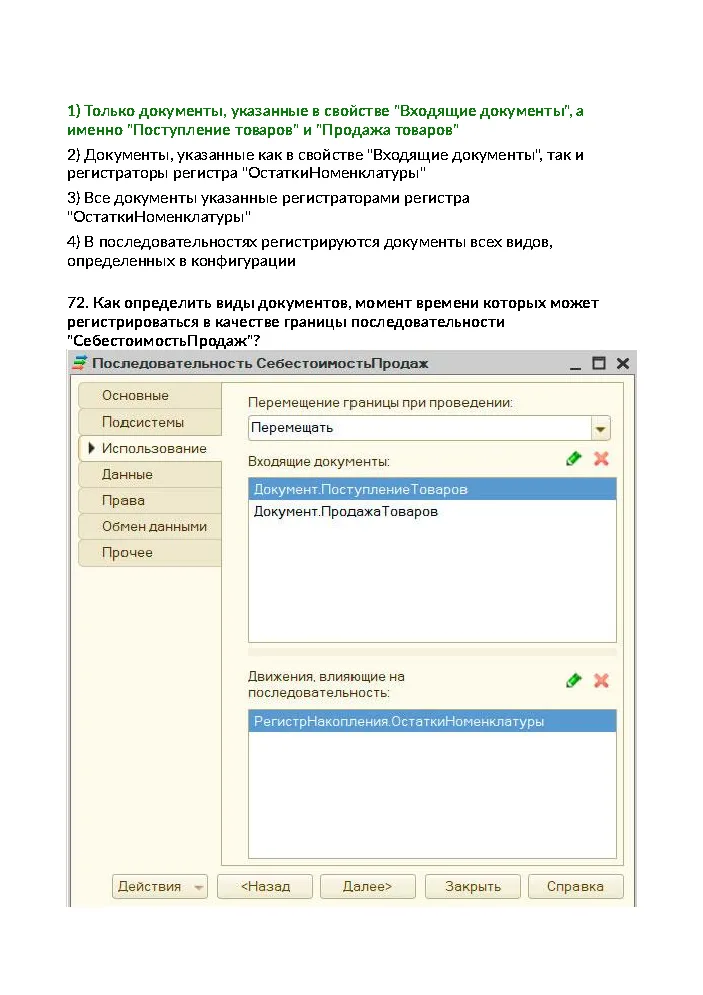 1) Только документы, указанные в свойстве "Входящие документы", а
именно "Поступление товаров" и "Продажа товаров"
2) Документы, указанные как в свойстве "Входящие документы", так и
регистраторы регистра "ОстаткиНоменклатуры"
3) Все документы указанные регистраторами регистра
"ОстаткиНоменклатуры"
4) В последовательностях регистрируются документы всех видов,
определенных в конфигурации
72. Как определить виды документов, момент времени которых может
регистрироваться в качестве границы последовательности
"СебестоимостьПродаж"?
Последовательность СебестоимостьПродаж
Основные
Подсистемы
Использование
Данные
Права
Обмен данными
Прочее
Перемещение границы при проведении:
Перемещать
Входящие документы:
Документ.ПоступлениеТоваров
Документ.ПродажаТоваров
Движения, влияющие на
последовательность:
РегистрНакопления.ОстаткиНоменклатуры
Действия <Назад Далее> Закрыть Справка